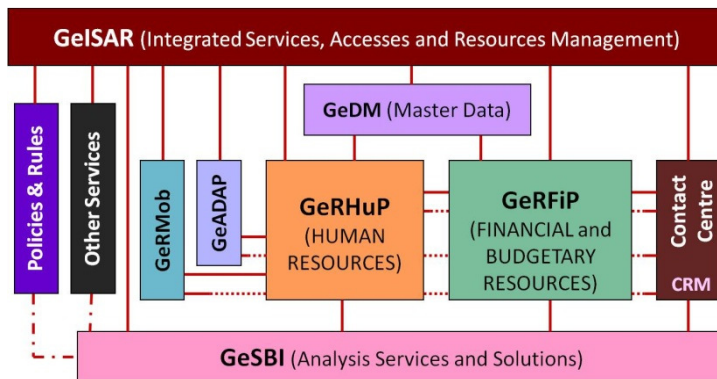 GeISAR (Integrated Services, Accesses and Resources Management)
GeDM (Master Data)
Policies & Rules
Other Services
GeRMob
GeADAP
GeRHuP
(HUMAN
RESOURCES)
GeRFiP
(FINANCIAL and
BUDGETARY
RESOURCES)
Contact
Centre
CRM
GeSBI (Analysis Services and Solutions)